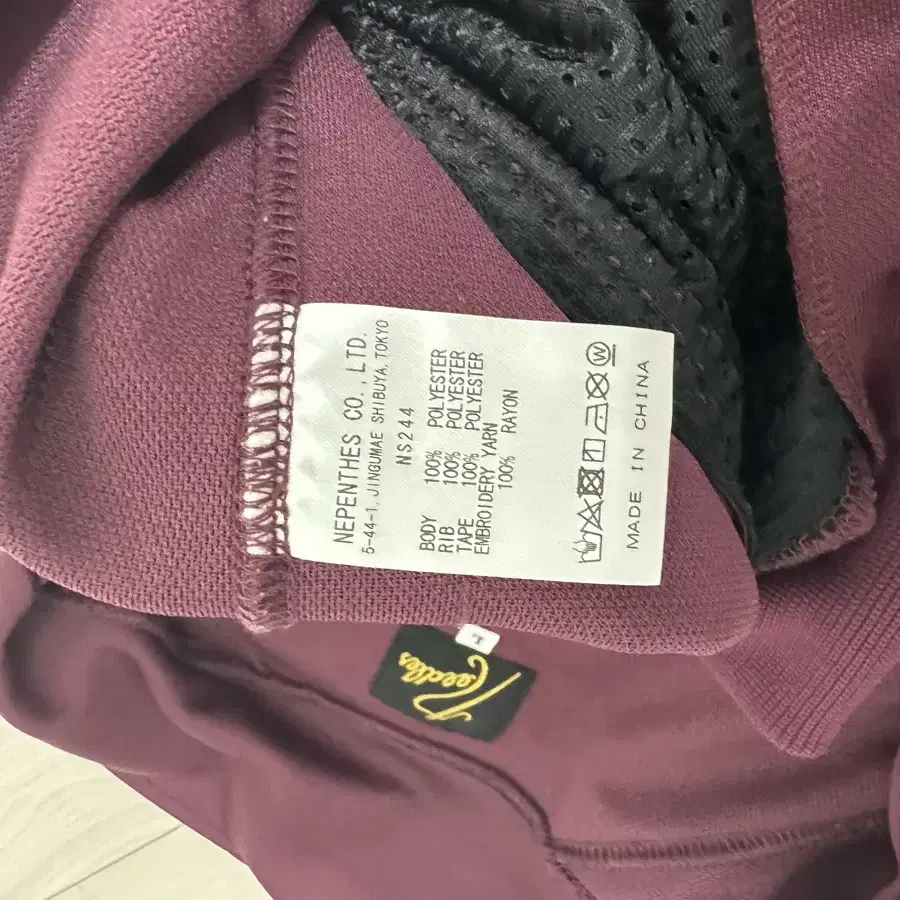 NEPENTHES CO., LTD.
5-44-1, JINGUMAE SHIBUYA, TOKYO
NS244
BODY 100% POLYESTER
RIB 100% POLYESTER
TAPE 100% POLYESTER
EMBROIDERY YARN
100% RAYON
W
MADE IN CHINA
L
Needles